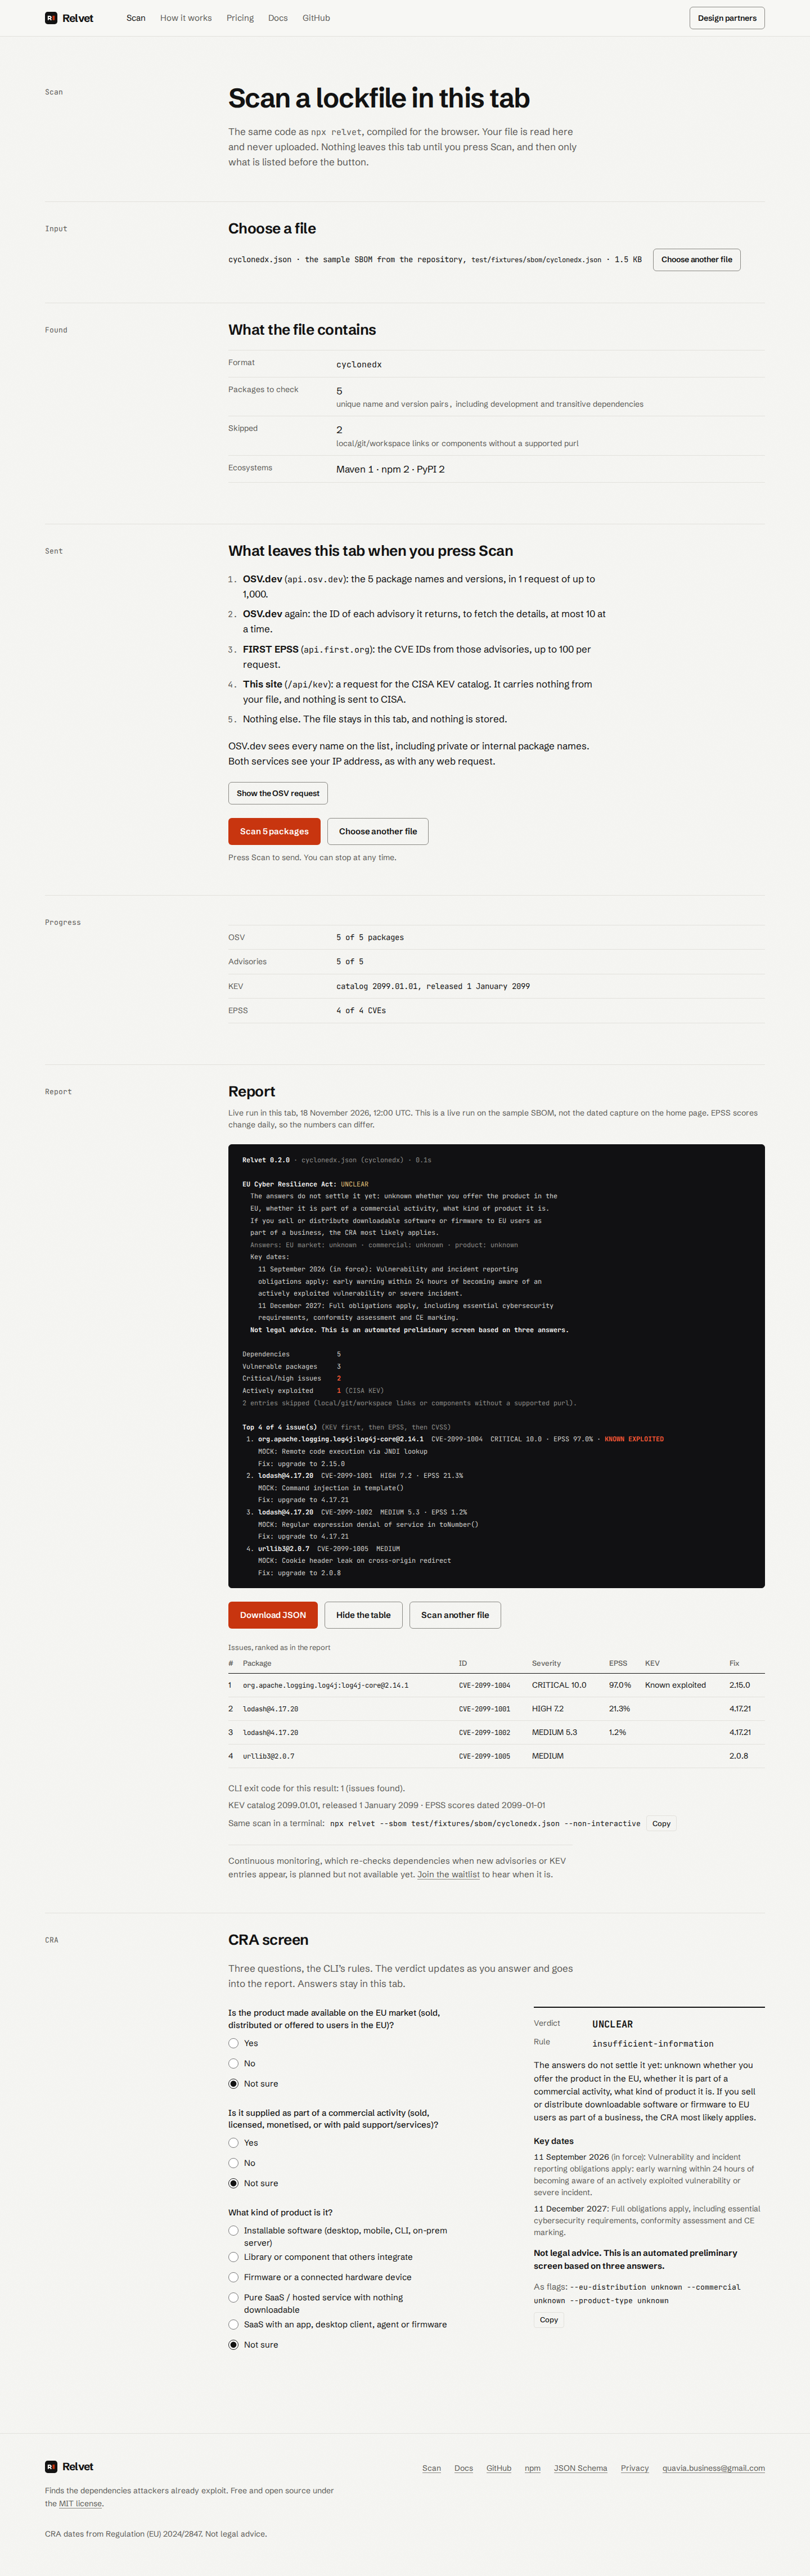 Relvet
Scan How it works Pricing Docs GitHub
Design partners
Scan
Scan a lockfile in this tab
The same code as npx relvet, compiled for the browser. Your file is read here
and never uploaded. Nothing leaves this tab until you press Scan, and then only
what is listed before the button.
Input
Choose a file
cyclonedx.json · the sample SBOM from the repository, test/fixtures/sbom/cyclonedx.json · 1.5 KB
Choose another file
Found
What the file contains
Format cyclonedx
Packages to check 5
unique name and version pairs, including development and transitive dependencies
Skipped 2
local/git/workspace links or components without a supported purl
Ecosystems Maven 1 · npm 2 · PyPI 2
Sent
What leaves this tab when you press Scan
1. OSV.dev (api.osv.dev): the 5 package names and versions, in 1 request of up to
1,000.
2. OSV.dev again: the ID of each advisory it returns, to fetch the details, at most 10 at
a time.
3. FIRST EPSS (api.first.org): the CVE IDs from those advisories, up to 100 per
request.
4. This site (/api/kev): a request for the CISA KEV catalog. It carries nothing from
your file, and nothing is sent to CISA.
5. Nothing else. The file stays in this tab, and nothing is stored.
OSV.dev sees every name on the list, including private or internal package names.
Both services see your IP address, as with any web request.
Show the OSV request
Scan 5 packages Choose another file
Press Scan to send. You can stop at any time.
Progress
OSV 5 of 5 packages
Advisories 5 of 5
KEV catalog 2099.01.01, released 1 January 2099
EPSS 4 of 4 CVEs
Report
Report
Live run in this tab, 18 November 2026, 12:00 UTC. This is a live run on the sample SBOM, not the dated capture on the home page. EPSS scores
change daily, so the numbers can differ.
Relvet 0.2.0 · cyclonedx.json (cyclonedx) · 0.1s
EU Cyber Resilience Act: UNCLEAR
The answers do not settle it yet: unknown whether you offer the product in the
EU, whether it is part of a commercial activity, what kind of product it is.
If you sell or distribute downloadable software or firmware to EU users as
part of a business, the CRA most likely applies.
Answers: EU market: unknown · commercial: unknown · product: unknown
Key dates:
11 September 2026 (in force): Vulnerability and incident reporting
obligations apply: early warning within 24 hours of becoming aware of an
actively exploited vulnerability or severe incident.
11 December 2027: Full obligations apply, including essential cybersecurity
requirements, conformity assessment and CE marking.
Not legal advice. This is an automated preliminary screen based on three answers.
Dependencies 5
Vulnerable packages 3
Critical/high issues 2
Actively exploited 1 (CISA KEV)
2 entries skipped (local/git/workspace links or components without a supported purl).
Top 4 of 4 issue(s) (KEV first, then EPSS, then CVSS)
1. org.apache.logging.log4j:log4j-core@2.14.1 CVE-2099-1004 CRITICAL 10.0 · EPSS 97.0% · KNOWN EXPLOITED
MOCK: Remote code execution via JNDI lookup
Fix: upgrade to 2.15.0
2. lodash@4.17.20 CVE-2099-1001 HIGH 7.2 · EPSS 21.3%
MOCK: Command injection in template()
Fix: upgrade to 4.17.21
3. lodash@4.17.20 CVE-2099-1002 MEDIUM 5.3 · EPSS 1.2%
MOCK: Regular expression denial of service in toNumber()
Fix: upgrade to 4.17.21
4. urllib3@2.0.7 CVE-2099-1005 MEDIUM
MOCK: Cookie header leak on cross-origin redirect
Fix: upgrade to 2.0.8
Download JSON Hide the table Scan another file
Issues, ranked as in the report
# Package ID Severity EPSS KEV Fix
1 org.apache.logging.log4j:log4j-core@2.14.1 CVE-2099-1004 CRITICAL 10.0 97.0% Known exploited 2.15.0
2 lodash@4.17.20 CVE-2099-1001 HIGH 7.2 21.3% 4.17.21
3 lodash@4.17.20 CVE-2099-1002 MEDIUM 5.3 1.2% 4.17.21
4 urllib3@2.0.7 CVE-2099-1005 MEDIUM 2.0.8
CLI exit code for this result: 1 (issues found).
KEV catalog 2099.01.01, released 1 January 2099 · EPSS scores dated 2099-01-01
Same scan in a terminal: npx relvet --sbom test/fixtures/sbom/cyclonedx.json --non-interactive Copy
Continuous monitoring, which re-checks dependencies when new advisories or KEV
entries appear, is planned but not available yet. Join the waitlist to hear when it is.
CRA
CRA screen
Three questions, the CLI's rules. The verdict updates as you answer and goes
into the report. Answers stay in this tab.
Is the product made available on the EU market (sold,
distributed or offered to users in the EU)?
Yes
No
Not sure
Is it supplied as part of a commercial activity (sold,
licensed, monetised, or with paid support/services)?
Yes
No
Not sure
What kind of product is it?
Installable software (desktop, mobile, CLI, on-prem
server)
Library or component that others integrate
Firmware or a connected hardware device
Pure SaaS / hosted service with nothing
downloadable
SaaS with an app, desktop client, agent or firmware
Not sure
Verdict UNCLEAR
Rule insufficient-information
The answers do not settle it yet: unknown whether you
offer the product in the EU, whether it is part of a
commercial activity, what kind of product it is. If you sell
or distribute downloadable software or firmware to EU
users as part of a business, the CRA most likely applies.
Key dates
11 September 2026 (in force): Vulnerability and incident
reporting obligations apply: early warning within 24 hours of
becoming aware of an actively exploited vulnerability or
severe incident.
11 December 2027: Full obligations apply, including essential
cybersecurity requirements, conformity assessment and CE
marking.
Not legal advice. This is an automated preliminary
screen based on three answers.
As flags: --eu-distribution unknown --commercial
unknown --product-type unknown
Copy
Relvet
Scan Docs GitHub npm JSON Schema Privacy quavia.business@gmail.com
Finds the dependencies attackers already exploit. Free and open source under
the MIT license.
CRA dates from Regulation (EU) 2024/2847. Not legal advice.